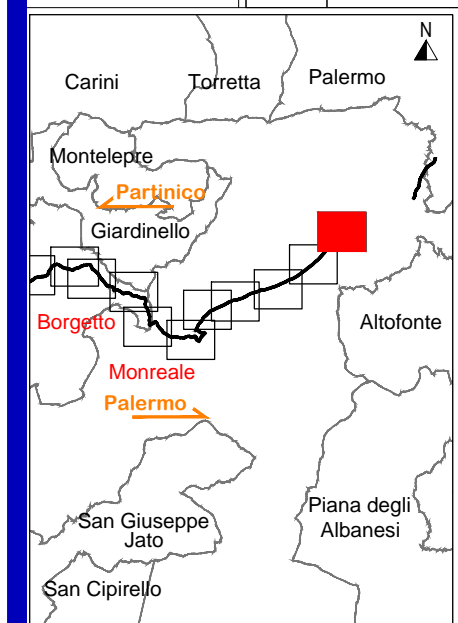 N
Carini
Torretta
Palermo
Montelepre
Partinico
Giardinello
Borgetto
Altofonte
Monreale
Palermo
San Giuseppe
Jato
Piana degli
Albanesi
San Cipirello